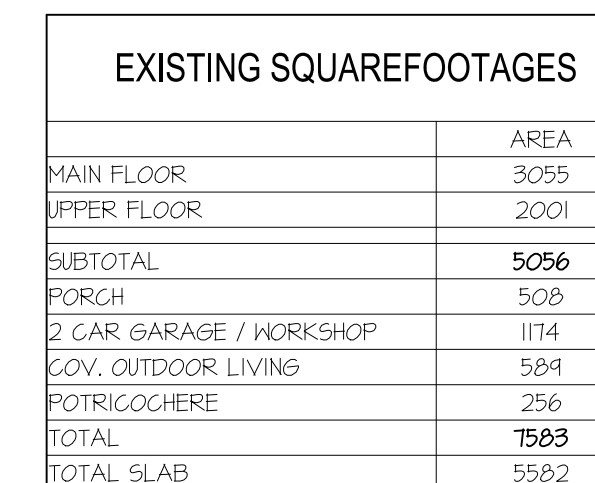 EXISTING SQUAREFOOTAGES
AREA
MAIN FLOOR 3055
UPPER FLOOR 2001
SUBTOTAL 5056
PORCH 508
2 CAR GARAGE / WORKSHOP 1174
COV. OUTDOOR LIVING 589
POTRICOCHERE 256
TOTAL 7583
TOTAL SLAB 5582